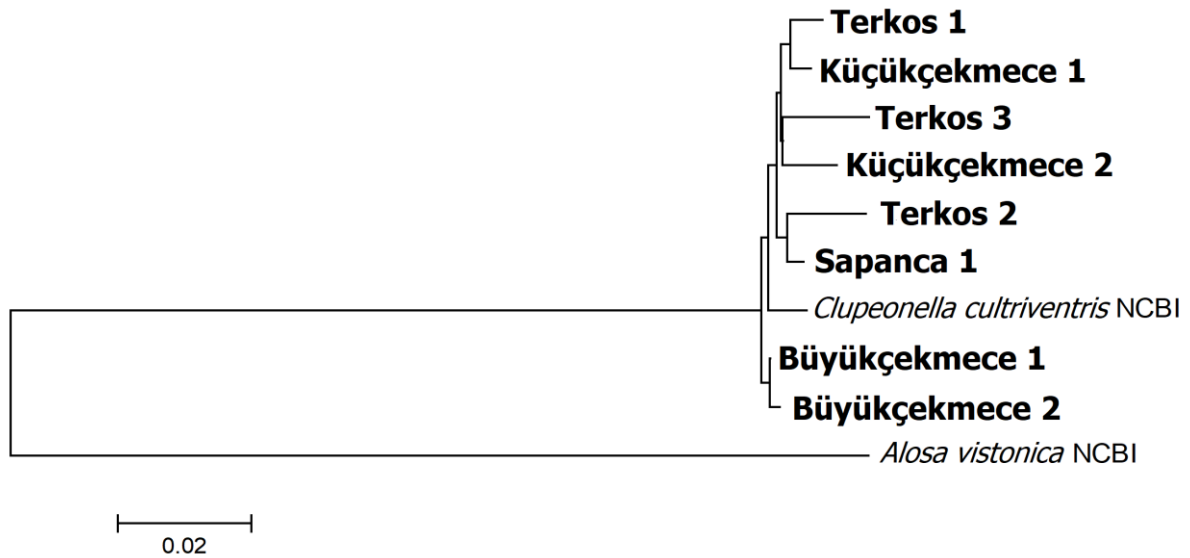 Terkos 1
Küçükçekmece 1
Terkos 3
Küçükçekmece 2
Terkos 2
Sapanca 1
Clupeonella cultriventris NCBI
Büyükçekmece 1
Büyükçekmece 2
Alosa vistonica NCBI
0.02